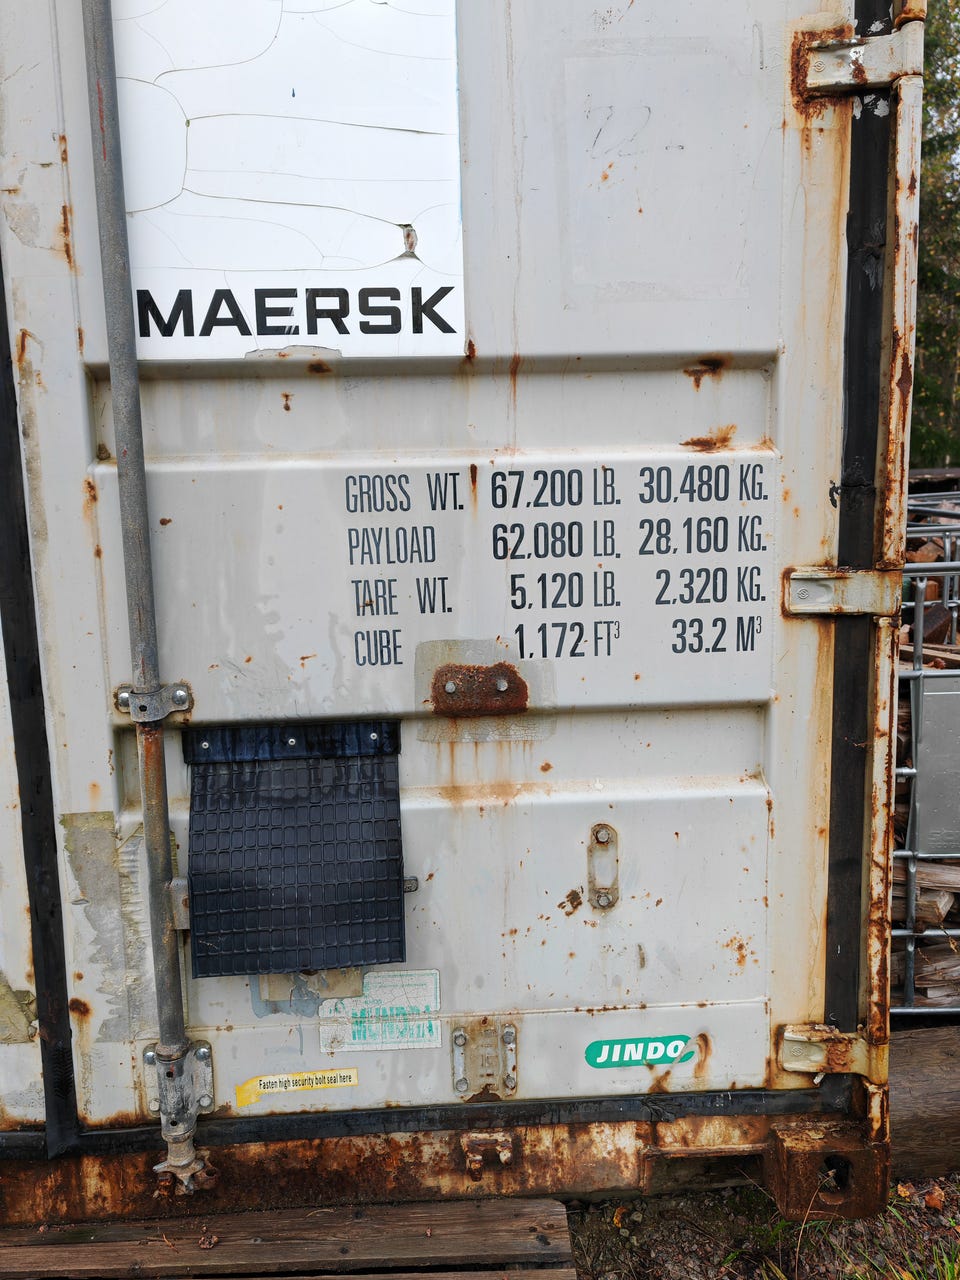 MAERSK
GROSS WT. 67,200 LB. 30,480 KG.
PAYLOAD 62,080 LB. 28,160 KG.
TARE WT. 5,120 LB. 2,320 KG.
CUBE 1,172 FT³ 33.2 M³
MUNDRA
JINDO
Fasten high security bolt seal here